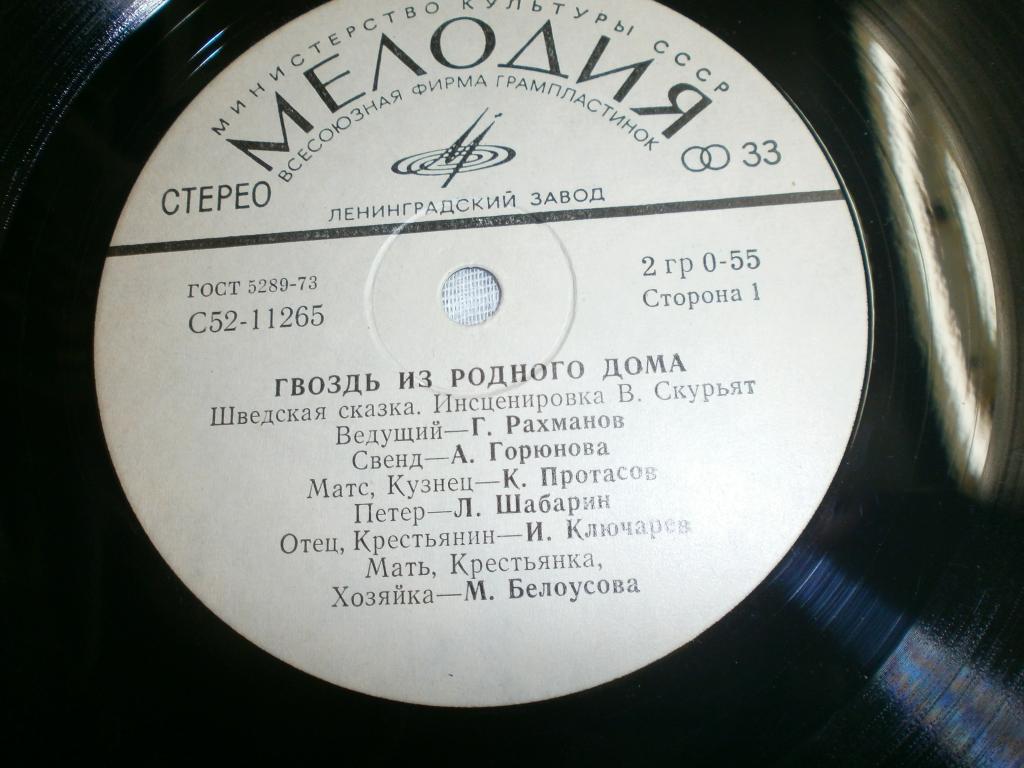 МИНИСТЕРСТВО КУЛЬТУРЫ СССР
МЕЛОДИЯ
ВСЕСОЮЗНАЯ ФИРМА ГРАМПЛАСТИНОК
СТЕРЕО
33
ЛЕНИНГРАДСКИЙ ЗАВОД
ГОСТ 5289-73
С52-11265
2 гр 0-55
Сторона 1
ГВОЗДЬ ИЗ РОДНОГО ДОМА
Шведская сказка. Инсценировка В. Скурьят
Ведущий—Г. Рахманов
Свенд—А. Горюнова
Матс, Кузнец—К. Протасов
Петер—Л. Шабарин
Отец, Крестьянин—И. Ключарев
Мать, Крестьянка,
Хозяйка—М. Белоусова